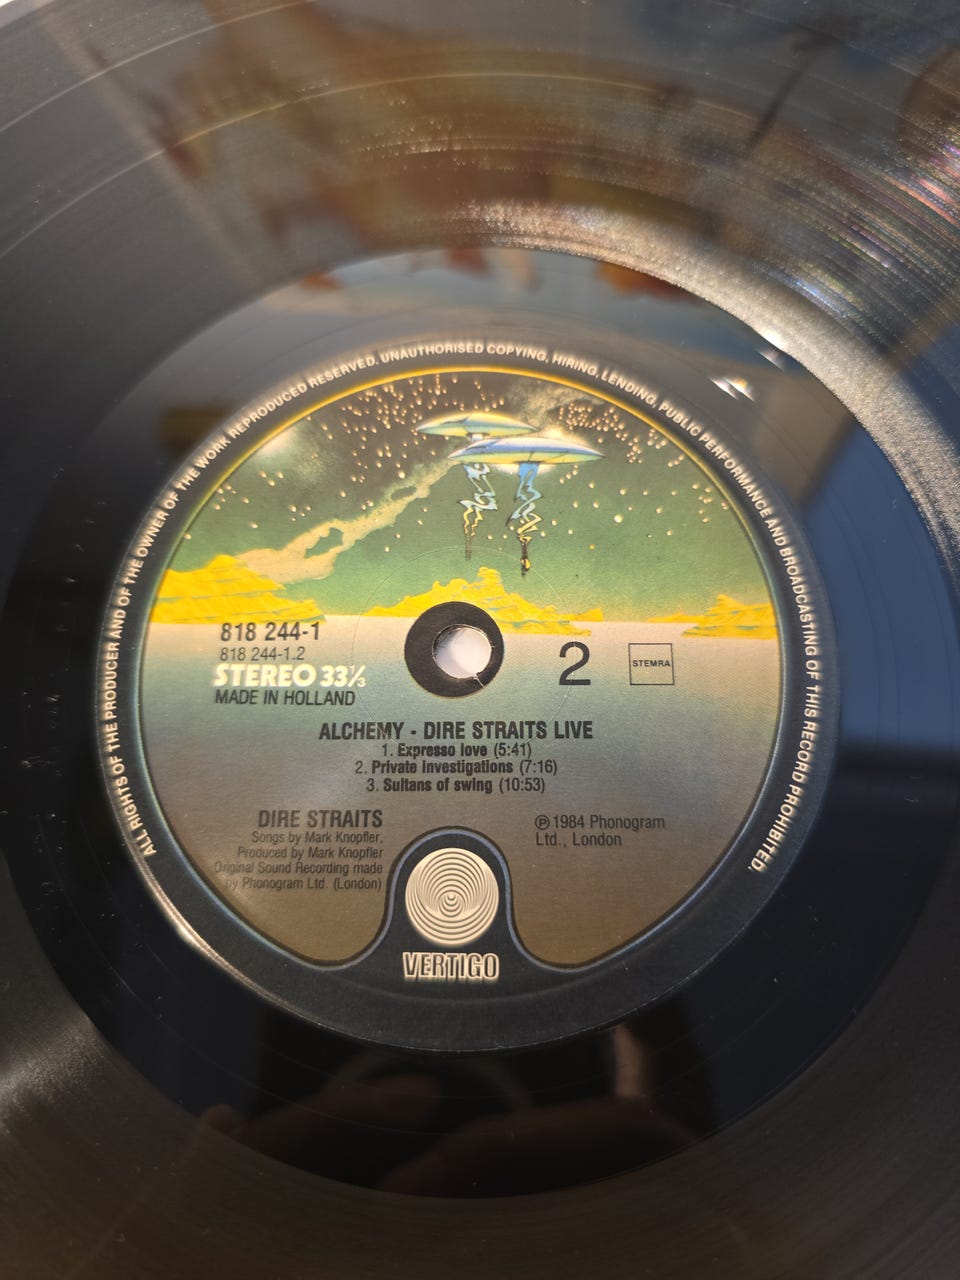 ALL RIGHTS OF THE PRODUCER AND OF THE OWNER OF THE WORK REPRODUCED RESERVED. UNAUTHORISED COPYING, HIRING, LENDING, PUBLIC PERFORMANCE AND BROADCASTING OF THIS RECORD PROHIBITED.
818 244-1
818 244-1.2
STEREO 33⅓
MADE IN HOLLAND
2
STEMRA
ALCHEMY - DIRE STRAITS LIVE
1. Expresso love (5:41)
2. Private Investigations (7:16)
3. Sultans of swing (10:53)
DIRE STRAITS
Songs by Mark Knopfler,
Produced by Mark Knopfler
Original Sound Recording made
by Phonogram Ltd. (London)
℗ 1984 Phonogram
Ltd., London
VERTIGO